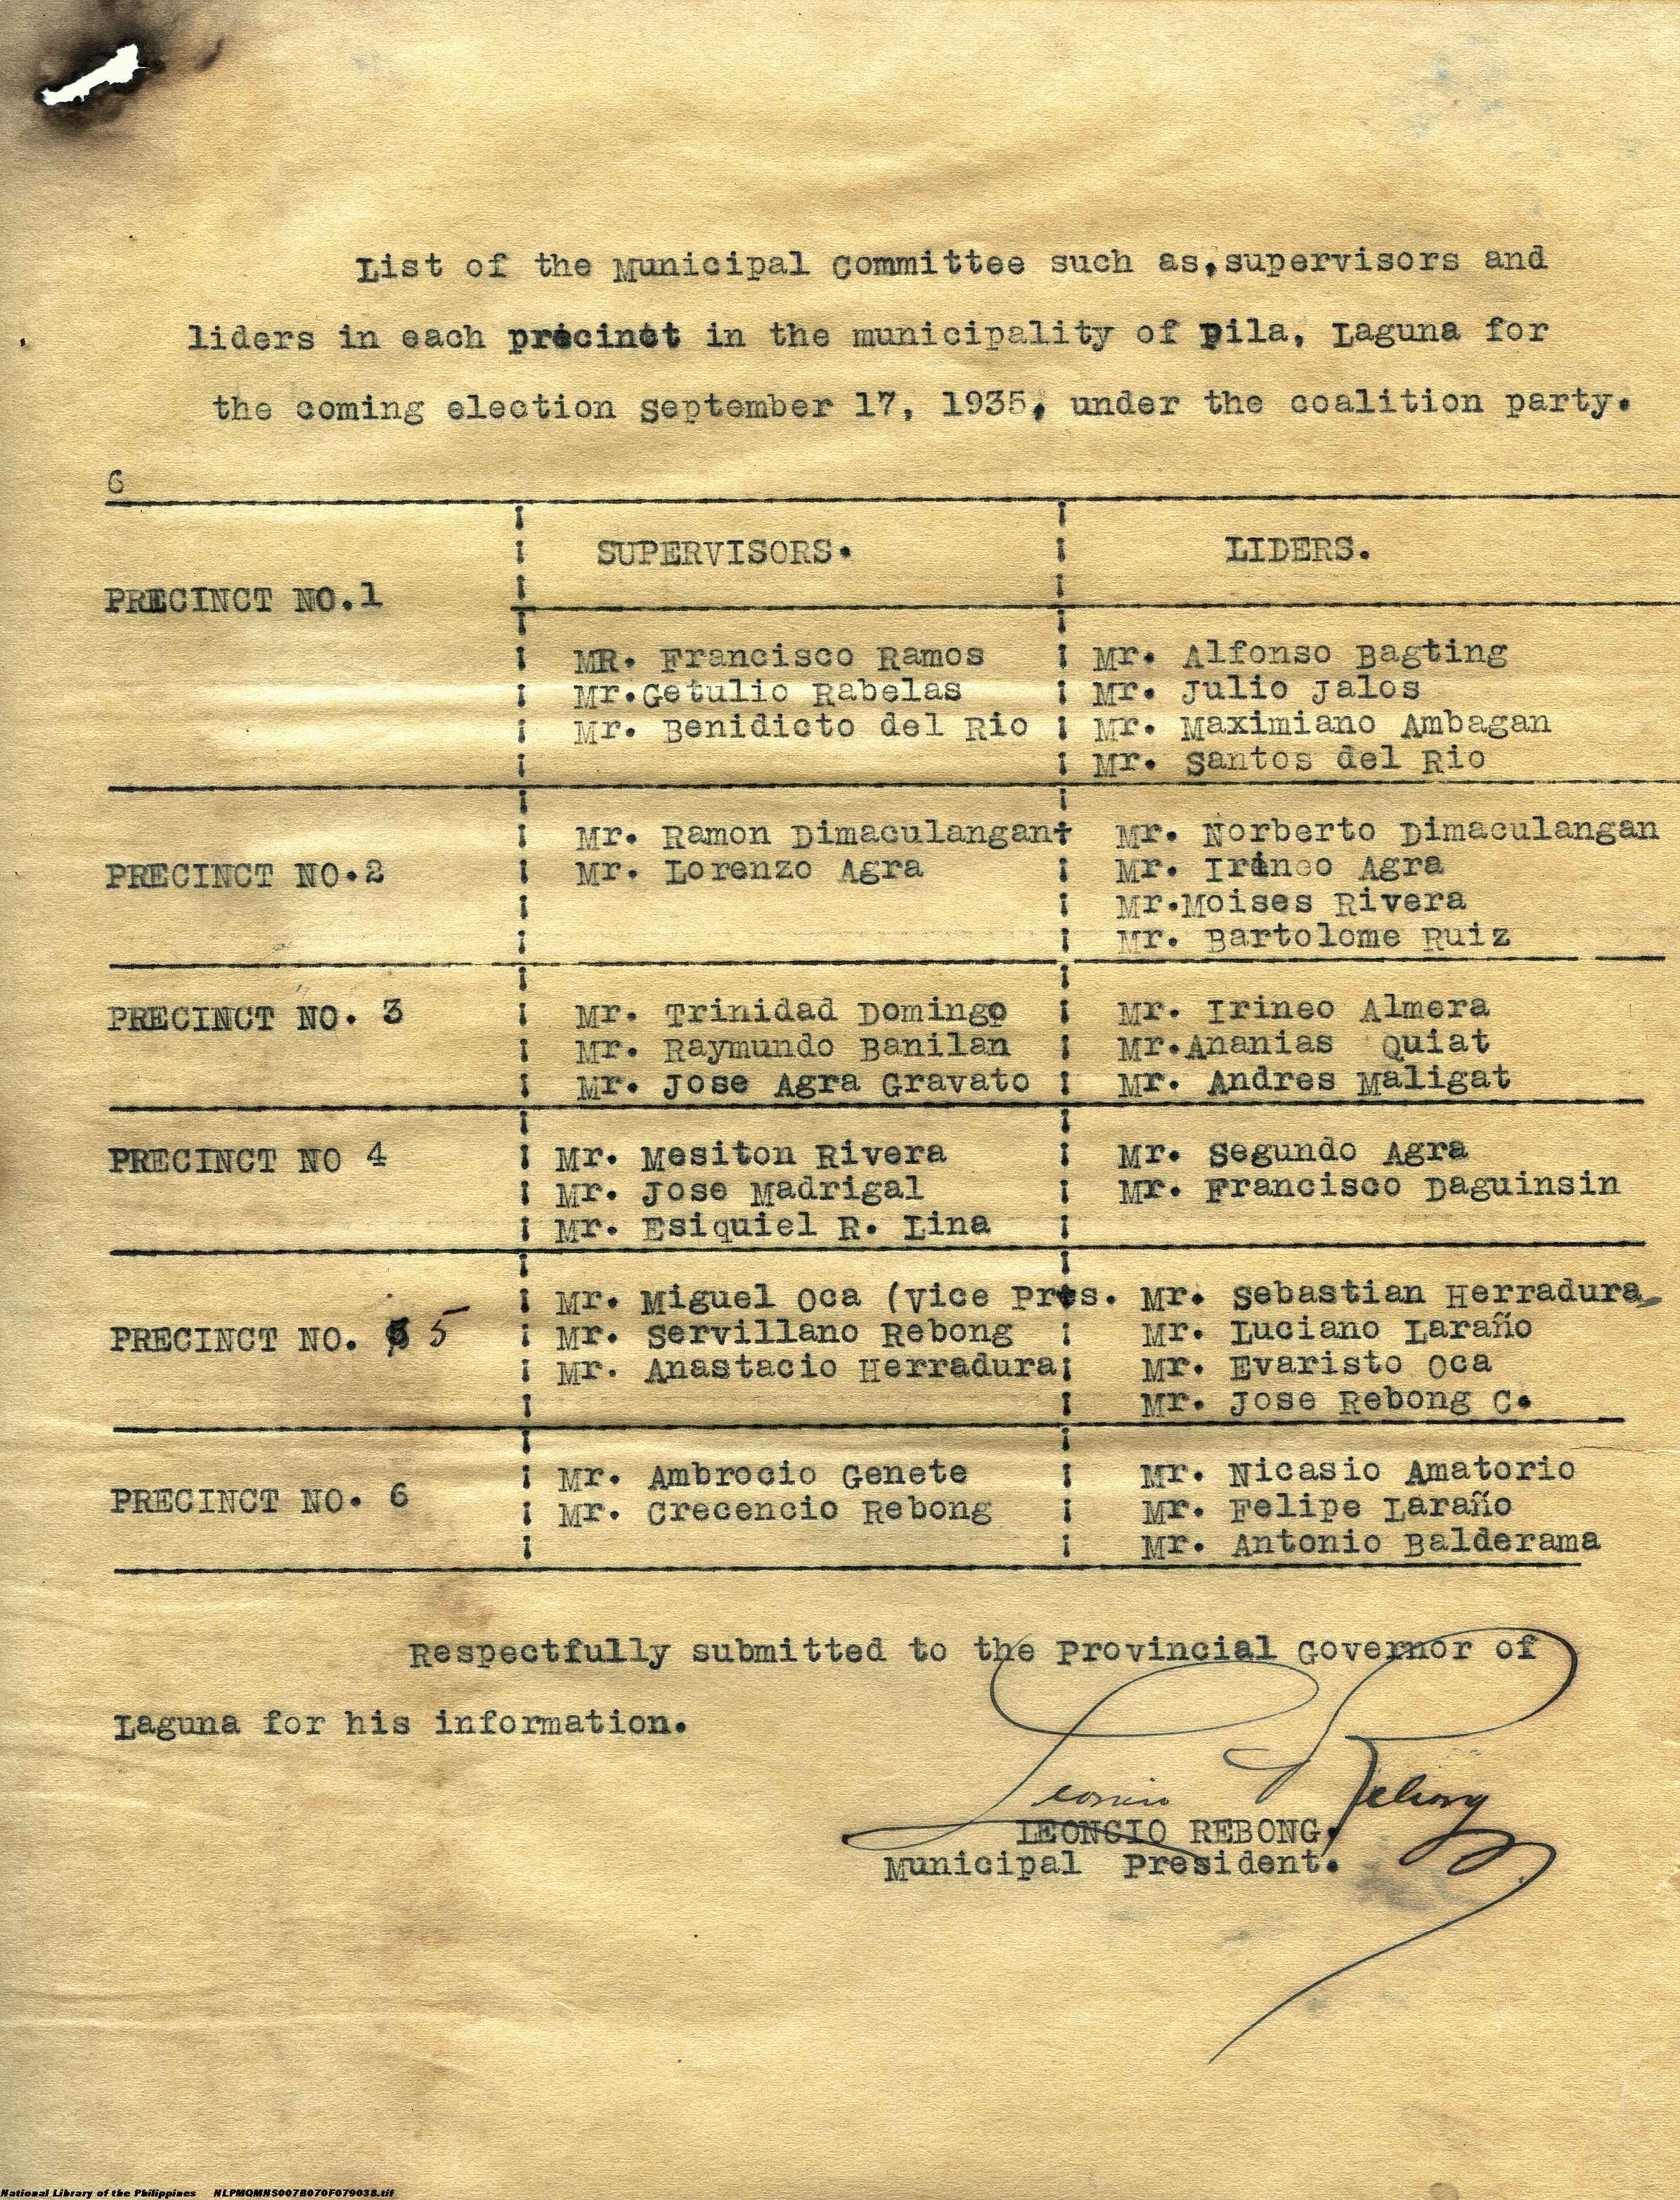 List of the Municipal Committee such as, supervisors and
liders in each precinct in the municipality of Pila, Laguna for
the coming election September 17, 1935, under the coalition party.
6
SUPERVISORS. LIDERS.
PRECINCT NO.1
MR. Francisco Ramos Mr. Alfonso Bagting
Mr.Getulio Rabelas Mr. Julio Jalos
Mr. Benidicto del Rio Mr. Maximiano Ambagan
Mr. Santos del Rio
Mr. Ramon Dimaculangan Mr. Norberto Dimaculangan
PRECINCT NO.2 Mr. Lorenzo Agra Mr. Irineo Agra
Mr.Moises Rivera
Mr. Bartolome Ruiz
PRECINCT NO. 3 Mr. Trinidad Domingo Mr. Irineo Almera
Mr. Raymundo Banilan Mr.Ananias Quiat
Mr. Jose Agra Gravato Mr. Andres Maligat
PRECINCT NO 4 Mr. Mesiton Rivera Mr. Segundo Agra
Mr. Jose Madrigal Mr. Francisco Daguinsin
Mr. Esiquiel R. Lina
Mr. Miguel Oca (Vice Pres. Mr. Sebastian Herradura
PRECINCT NO. 5 Mr. Servillano Rebong Mr. Luciano Laraño
Mr. Anastacio Herradura Mr. Evaristo Oca
Mr. Jose Rebong C.
Mr. Ambrocio Genete Mr. Nicasio Amatorio
PRECINCT NO. 6 Mr. Crecencio Rebong Mr. Felipe Laraño
Mr. Antonio Balderama
Respectfully submitted to the Provincial Governor of
Laguna for his information.
Leoncio Rebong
LEONCIO REBONG.
Municipal President.
National Library of the Philippines NLPMQMNS007B070F079038.tif